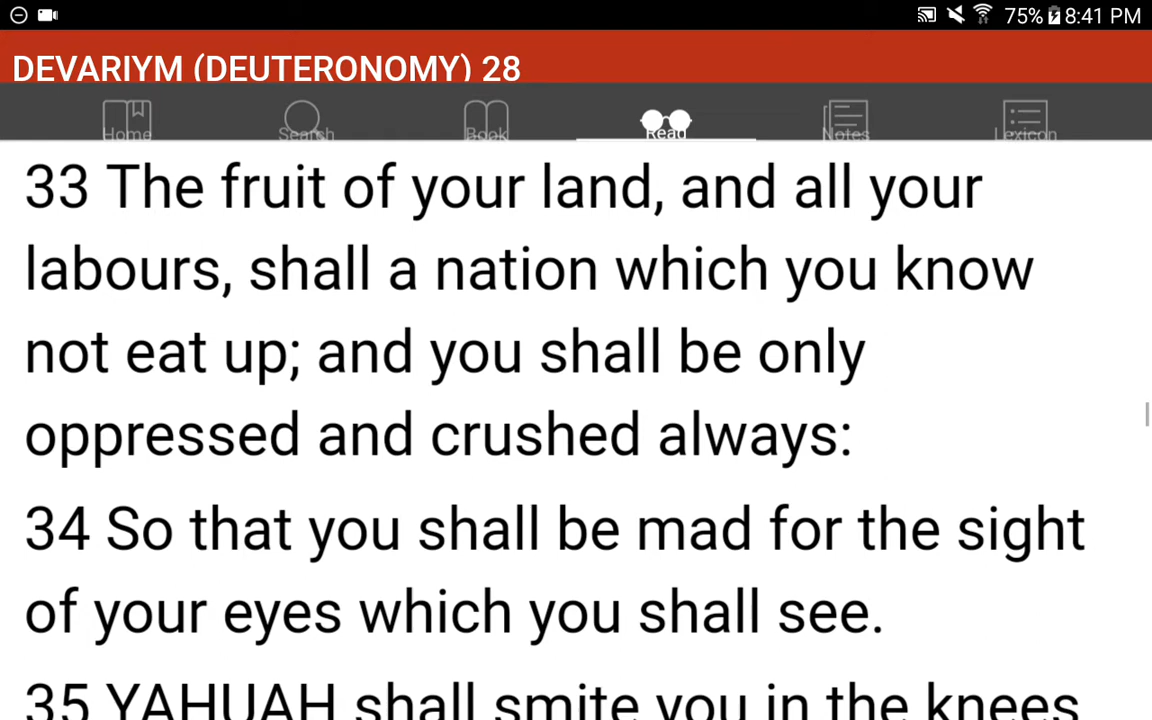 75% 8:41 PM
DEVARIYM (DEUTERONOMY) 28
Home Search Book Read Notes Lexicon
33 The fruit of your land, and all your
labours, shall a nation which you know
not eat up; and you shall be only
oppressed and crushed always:
34 So that you shall be mad for the sight
of your eyes which you shall see.
35 YAHUAH shall smite you in the knees